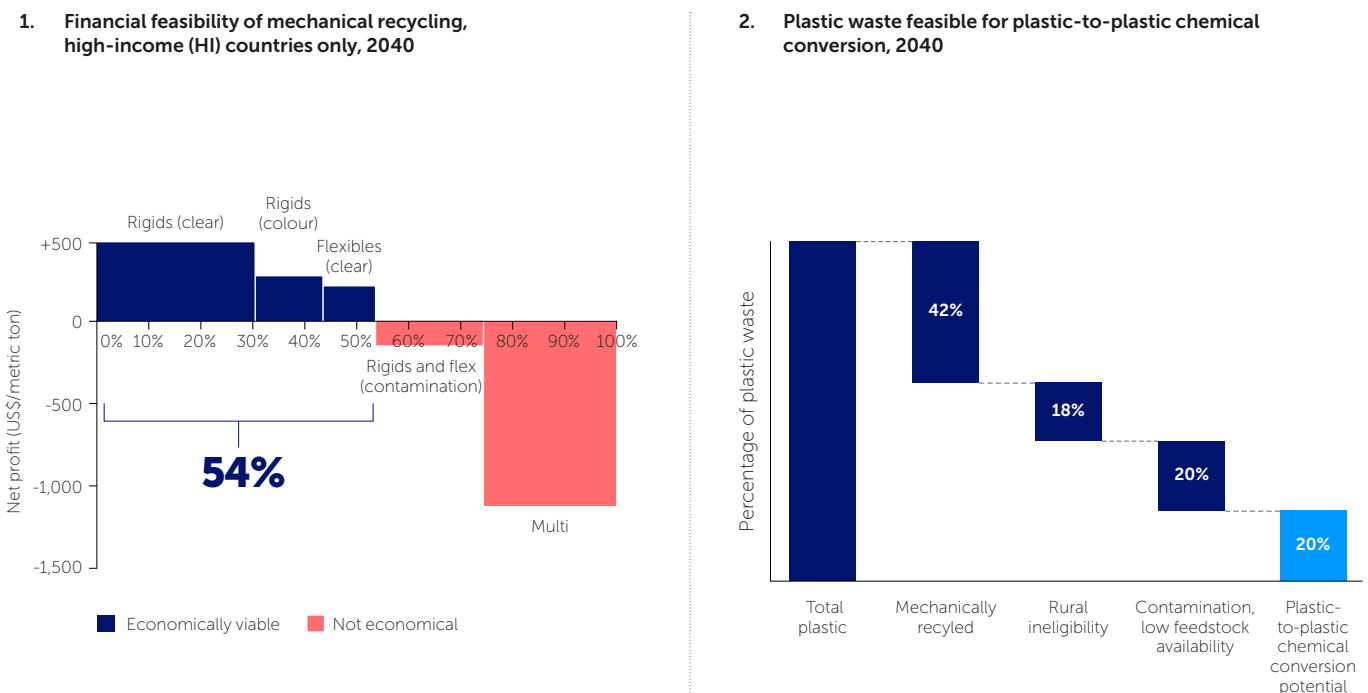 1. Financial feasibility of mechanical recycling,
high-income (HI) countries only, 2040
Rigids (clear)
Rigids
(colour)
Flexibles
(clear)
+500
0
-500
-1,000
-1,500
Net profit (US$/metric ton)
0% 10% 20% 30% 40% 50% 60% 70% 80% 90% 100%
Rigids and flex
(contamination)
54%
Multi
Economically viable
Not economical
2. Plastic waste feasible for plastic-to-plastic chemical
conversion, 2040
Percentage of plastic waste
42%
18%
20%
20%
Total
plastic
Mechanically
recyled
Rural
ineligibility
Contamination,
low feedstock
availability
Plastic-
to-plastic
chemical
conversion
potential